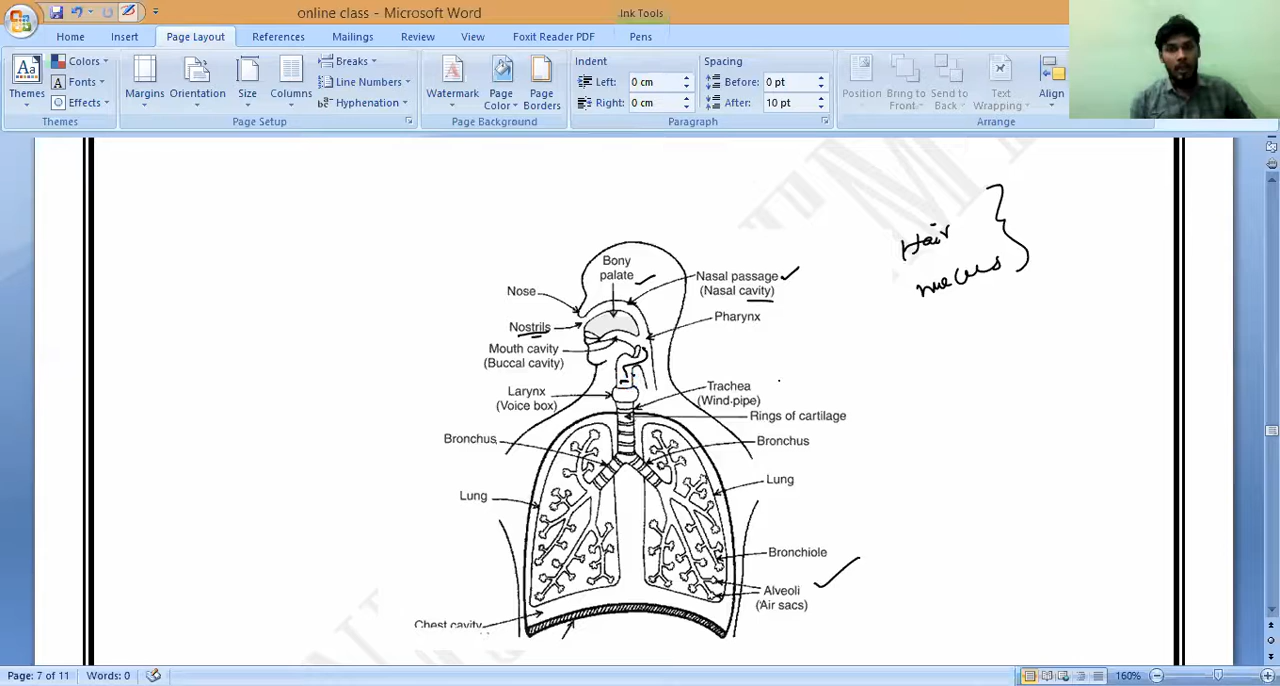 online class - Microsoft Word
Ink Tools
Home Insert Page Layout References Mailings Review View Foxit Reader PDF Pens
Themes
Colors
Fonts
Effects
Themes
Margins Orientation Size Columns
Breaks
Line Numbers
Hyphenation
Page Setup
Watermark Page Color Page Borders
Page Background
Indent
Left: 0 cm
Right: 0 cm
Spacing
Before: 0 pt
After: 10 pt
Paragraph
Position Bring to Front Send to Back Text Wrapping Align
Arrange
Hair
mucus
Bony
palate
Nasal passage
(Nasal cavity)
Nose
Nostrils
Pharynx
Mouth cavity
(Buccal cavity)
Larynx
(Voice box)
Trachea
(Wind-pipe)
Rings of cartilage
Bronchus
Bronchus
Lung
Lung
Bronchiole
Alveoli
(Air sacs)
Chest cavity
Page: 7 of 11 Words: 0 160%